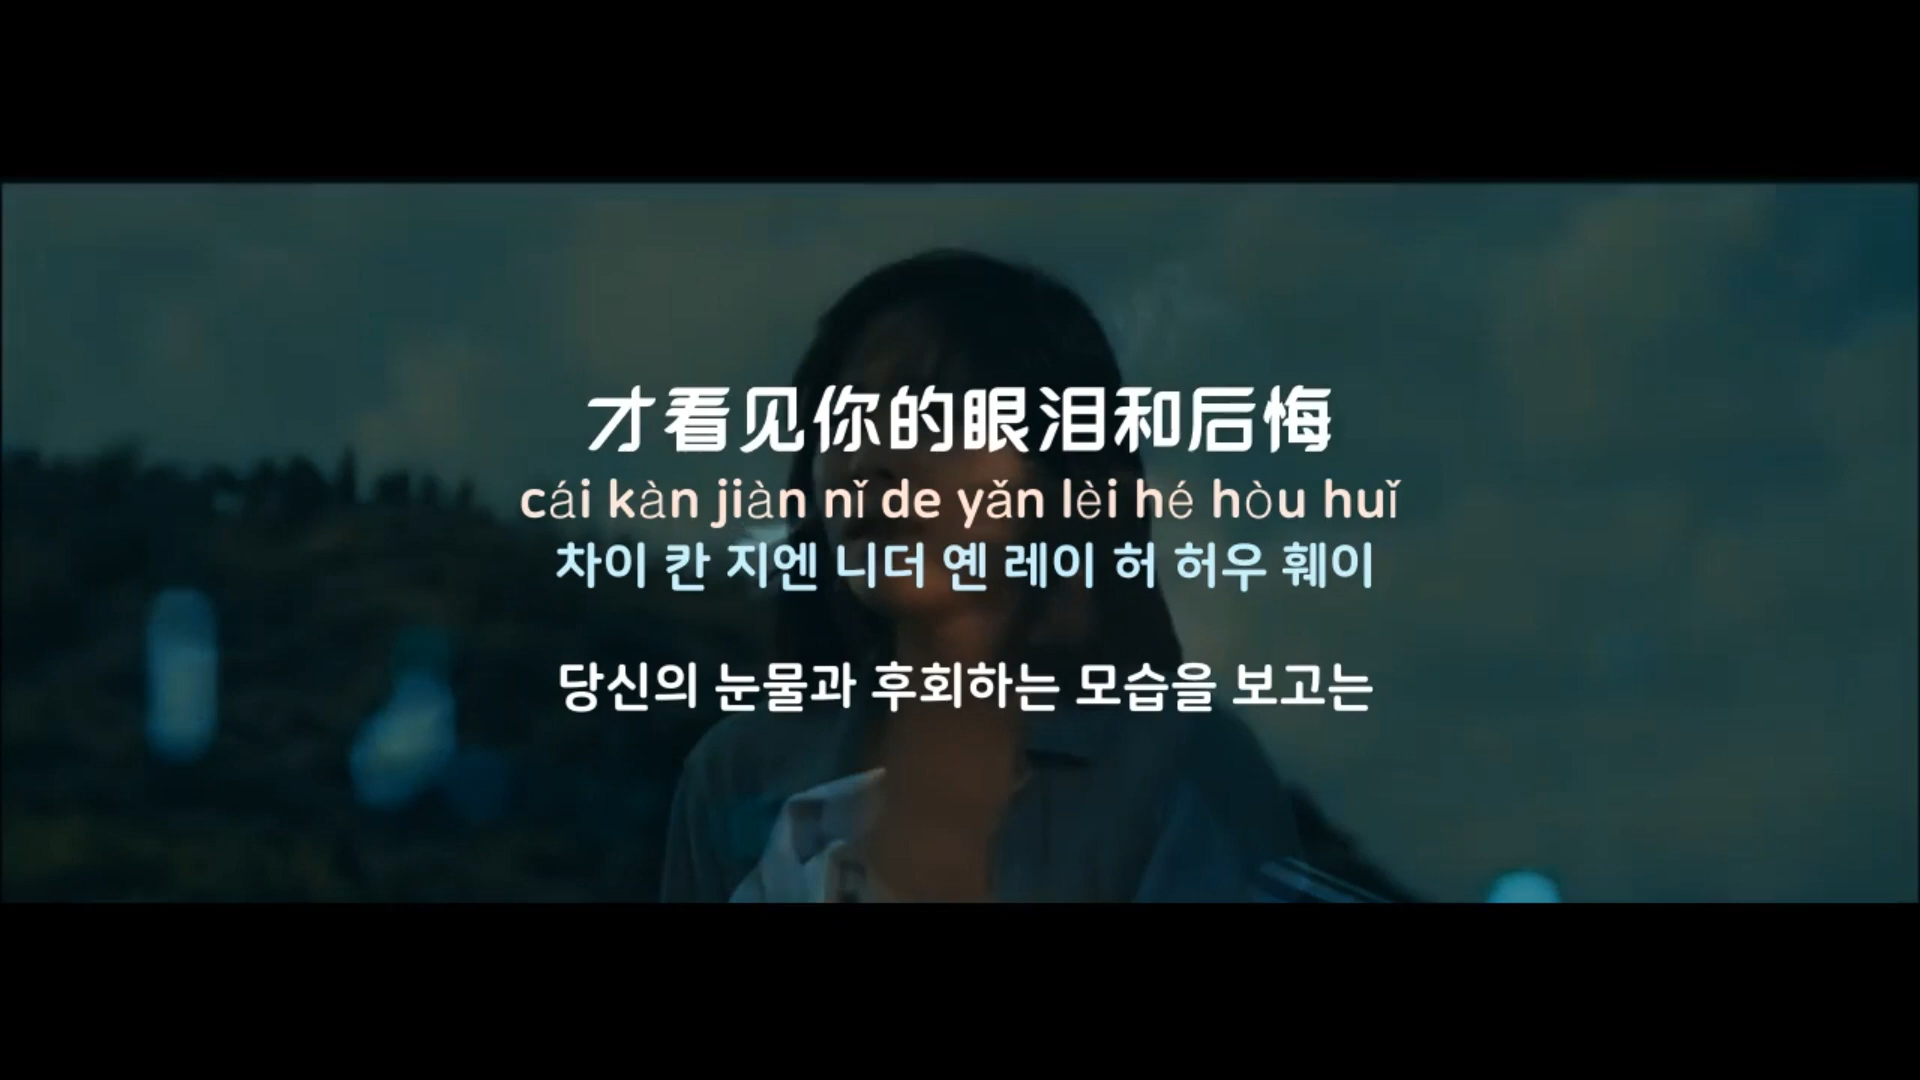 才看见你的眼泪和后悔
cái kàn jiàn nǐ de yǎn lèi hé hòu huǐ
차이 칸 지엔 니더 옌 레이 허 허우 훼이
당신의 눈물과 후회하는 모습을 보고는